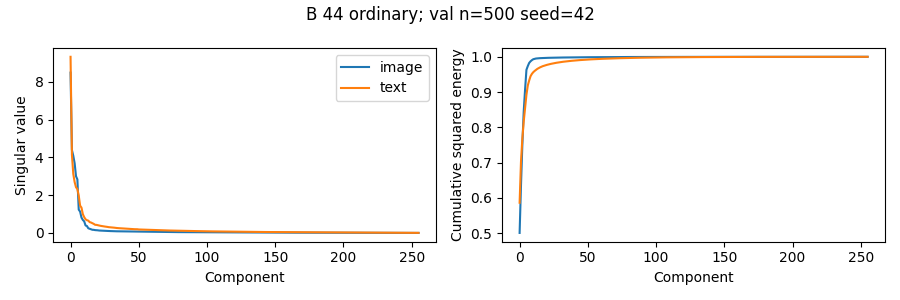 B 44 ordinary; val n=500 seed=42
Singular value
8
6
4
2
0
0 50 100 150 200 250
Component
image
text
Cumulative squared energy
1.0
0.9
0.8
0.7
0.6
0.5
0 50 100 150 200 250
Component